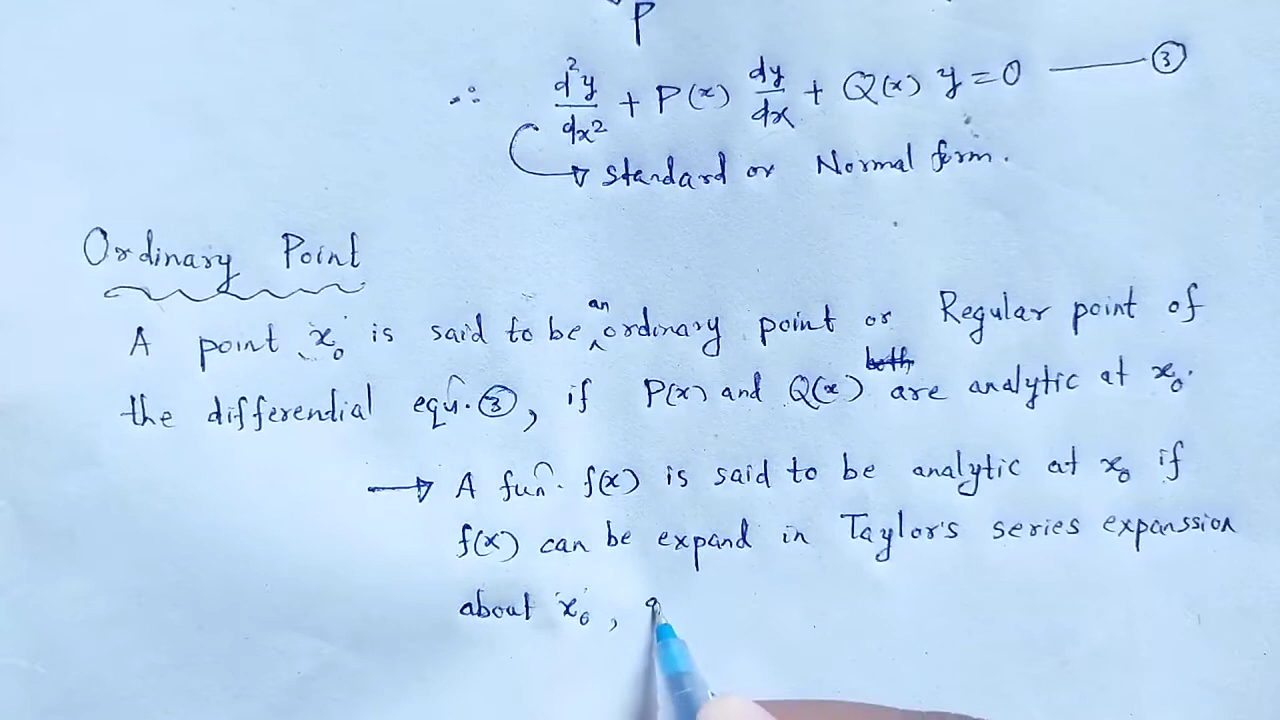 P
∴ d²y/dx² + P(x) dy/dx + Q(x) y = 0 —— ③
→ standard or Normal form.
Ordinary Point
A point 'x₀' is said to be an ordinary point or Regular point of
the differential equn. ③, if P(x) and Q(x) ~~both~~ are analytic at x₀.
→ A fun. f(x) is said to be analytic at x₀ if
f(x) can be expand in Taylor's series expanssion
about 'x₀',